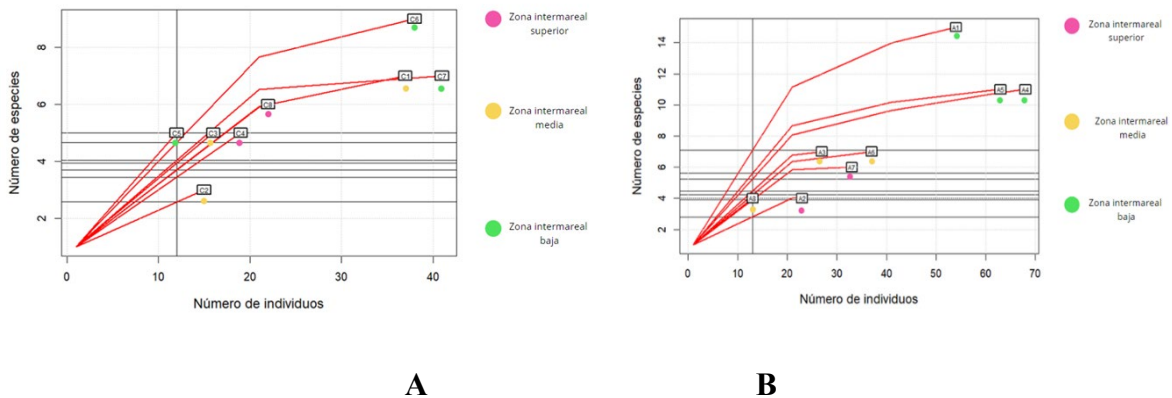 Número de especies
8
6
4
2
C6
C1
C7
C8
C5
C3
C4
C2
0
10
20
30
40
Número de individuos
Zona intermareal
superior
Zona intermareal
media
Zona intermareal
baja
A
Número de especies
14
12
10
8
6
4
2
A1
A5
A4
A3
A6
A7
A8
A2
0
10
20
30
40
50
60
70
Número de individuos
Zona intermareal
superior
Zona intermareal
media
Zona intermareal
baja
B